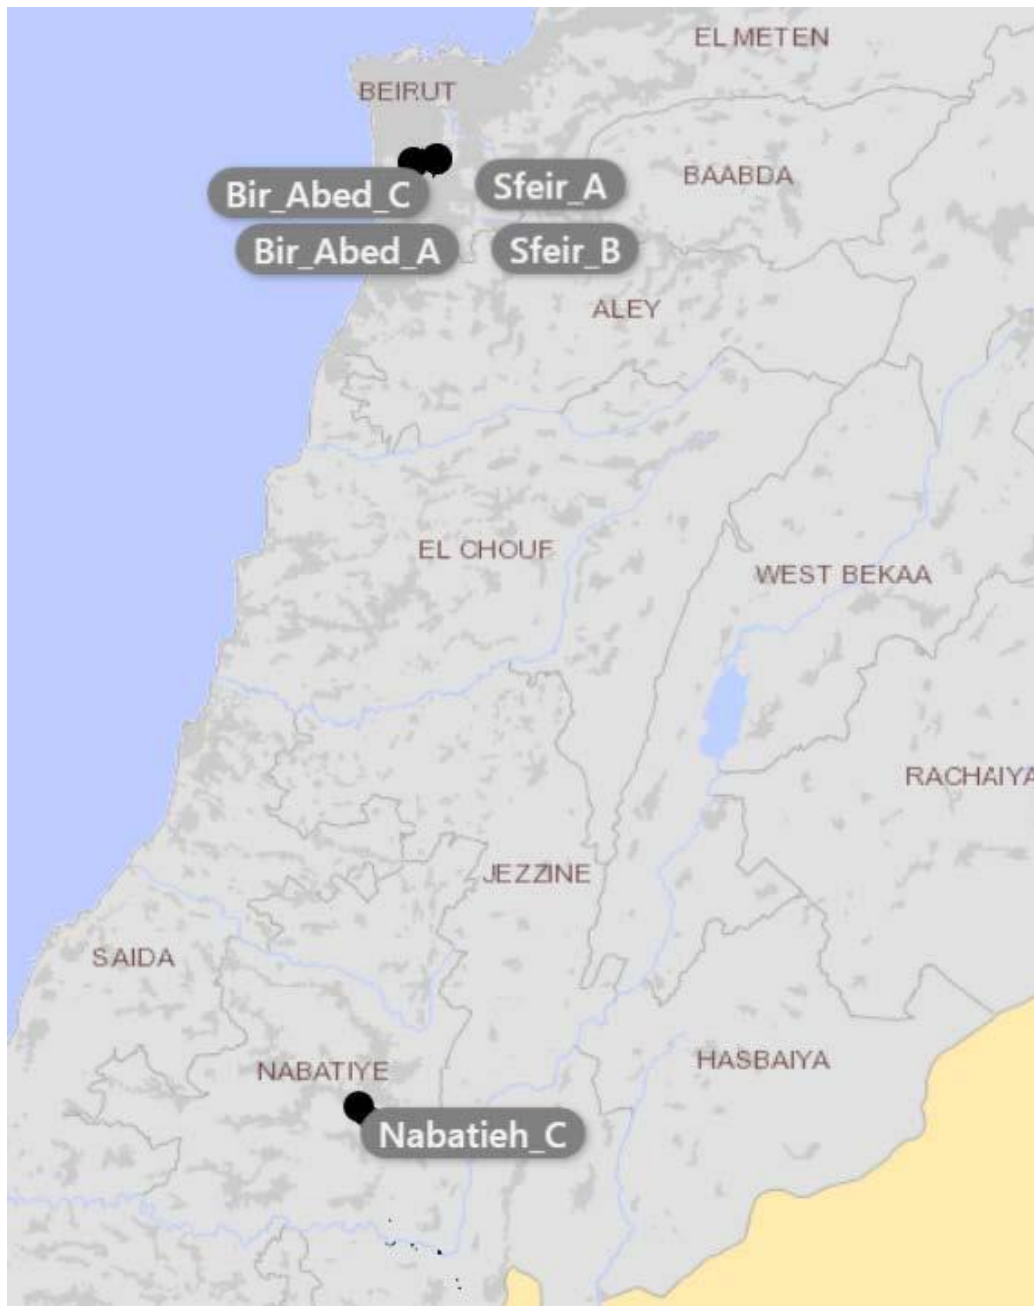 EL METEN
BEIRUT
BAABDA
Bir_Abed_C
Sfeir_A
Bir_Abed_A
Sfeir_B
ALEY
EL CHOUF
WEST BEKAA
RACHAIYA
JEZZINE
SAIDA
NABATIYE
HASBAIYA
Nabatieh_C